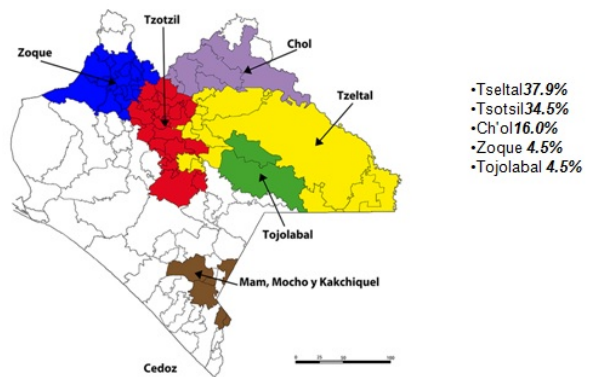 Tzotzil
Zoque
Chol
Tzeltal
Tojolabal
Mam, Mocho y Kakchiquel
Cedoz
•Tseltal37.9%
•Tsotsil34.5%
•Ch'ol16.0%
•Zoque 4.5%
•Tojolabal 4.5%